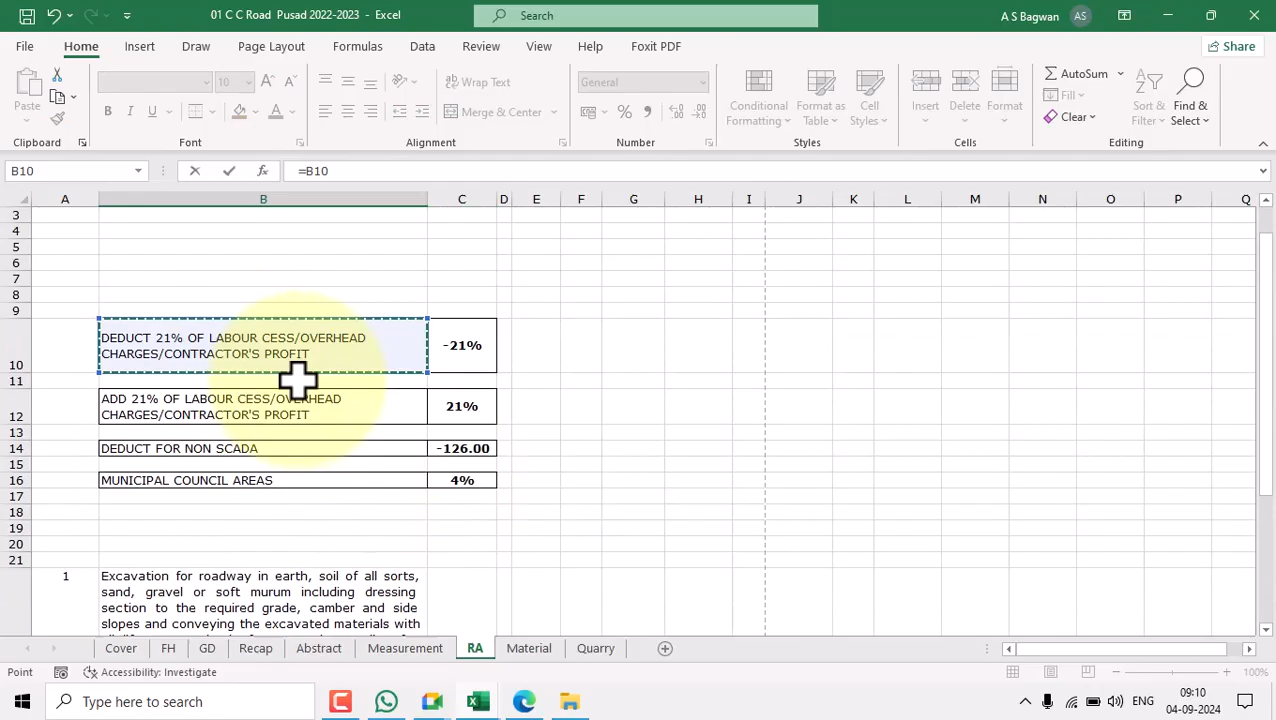 01 C C Road Pusad 2022-2023 - Excel
Search
A S Bagwan AS
File Home Insert Draw Page Layout Formulas Data Review View Help Foxit PDF Share
Paste
10
Wrap Text
Merge & Center
General
Conditional Formatting
Format as Table
Cell Styles
Insert
Delete
Format
AutoSum
Fill
Clear
Sort & Filter
Find & Select
Clipboard Font Alignment Number Styles Cells Editing
B10 =B10
A B C D E F G H I J K L M N O P Q
3
4
5
6
7
8
9
DEDUCT 21% OF LABOUR CESS/OVERHEAD
CHARGES/CONTRACTOR'S PROFIT
-21%
10
11
ADD 21% OF LABOUR CESS/OVERHEAD
CHARGES/CONTRACTOR'S PROFIT
21%
12
13
14 DEDUCT FOR NON SCADA -126.00
15
16 MUNICIPAL COUNCIL AREAS 4%
17
18
19
20
21
1 Excavation for roadway in earth, soil of all sorts,
sand, gravel or soft murum including dressing
section to the required grade, camber and side
slopes and conveying the excavated materials with
Cover FH GD Recap Abstract Measurement RA Material Quarry
Point Accessibility: Investigate 100%
Type here to search
ENG
09:10
04-09-2024